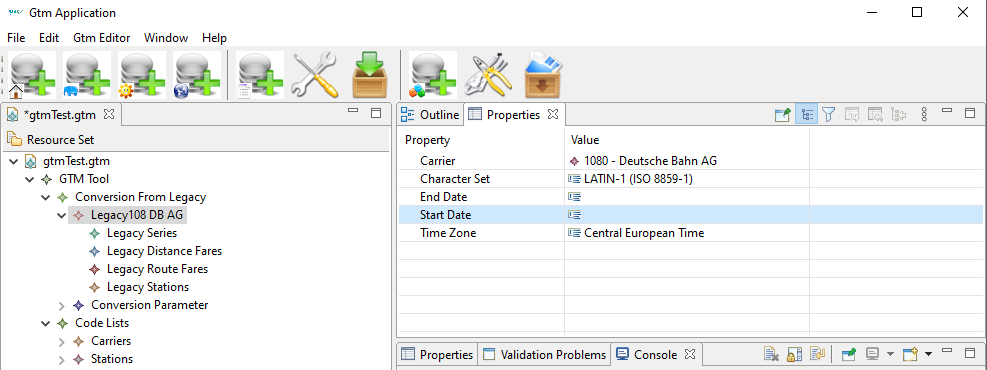 Gtm Application
File Edit Gtm Editor Window Help
*gtmTest.gtm
Resource Set
gtmTest.gtm
GTM Tool
Conversion From Legacy
Legacy108 DB AG
Legacy Series
Legacy Distance Fares
Legacy Route Fares
Legacy Stations
Conversion Parameter
Code Lists
Carriers
Stations
Outline Properties
Property Value
Carrier 1080 - Deutsche Bahn AG
Character Set LATIN-1 (ISO 8859-1)
End Date
Start Date
Time Zone Central European Time
Properties Validation Problems Console